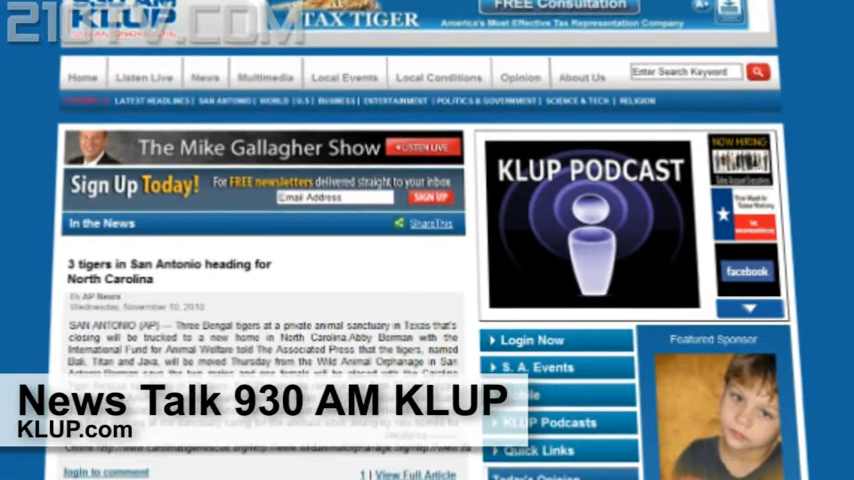 210TV.COM
KLUP
TAX TIGER
FREE Consultation
America's Most Effective Tax Representation Company
Home
Listen Live
News
Multimedia
Local Events
Local Conditions
Opinion
About Us
Enter Search Keyword
LATEST HEADLINES | SAN ANTONIO | WORLD | U.S | BUSINESS | ENTERTAINMENT | POLITICS & GOVERNMENT | SCIENCE & TECH | RELIGION
The Mike Gallagher Show
LISTEN LIVE
Sign Up Today!
For FREE newsletters delivered straight to your inbox
Email Address
SIGN UP
In the News
ShareThis
KLUP PODCAST
NOW HIRING:
facebook
3 tigers in San Antonio heading for
North Carolina
By AP News
Wednesday, November 10, 2010
SAN ANTONIO (AP) — Three Bengal tigers at a private animal sanctuary in Texas that's
closing will be trucked to a new home in North Carolina.Abby Berman with the
International Fund for Animal Welfare told The Associated Press that the tigers, named
Bali, Titan and Java, will be moved Thursday from the Wild Animal Orphanage in San
Login Now
S. A. Events
KLUP Podcasts
Quick Links
Today's Opinion
Featured Sponsor
News Talk 930 AM KLUP
KLUP.com
login to comment
1 | View Full Article